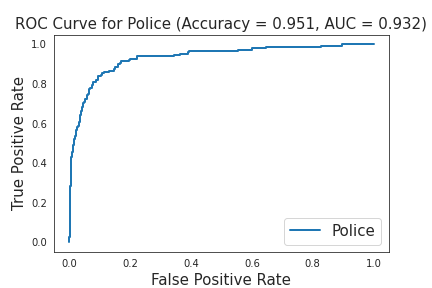 ROC Curve for Police (Accuracy = 0.951, AUC = 0.932)
1.0
0.8
0.6
0.4
0.2
0.0
True Positive Rate
Police
0.0 0.2 0.4 0.6 0.8 1.0
False Positive Rate